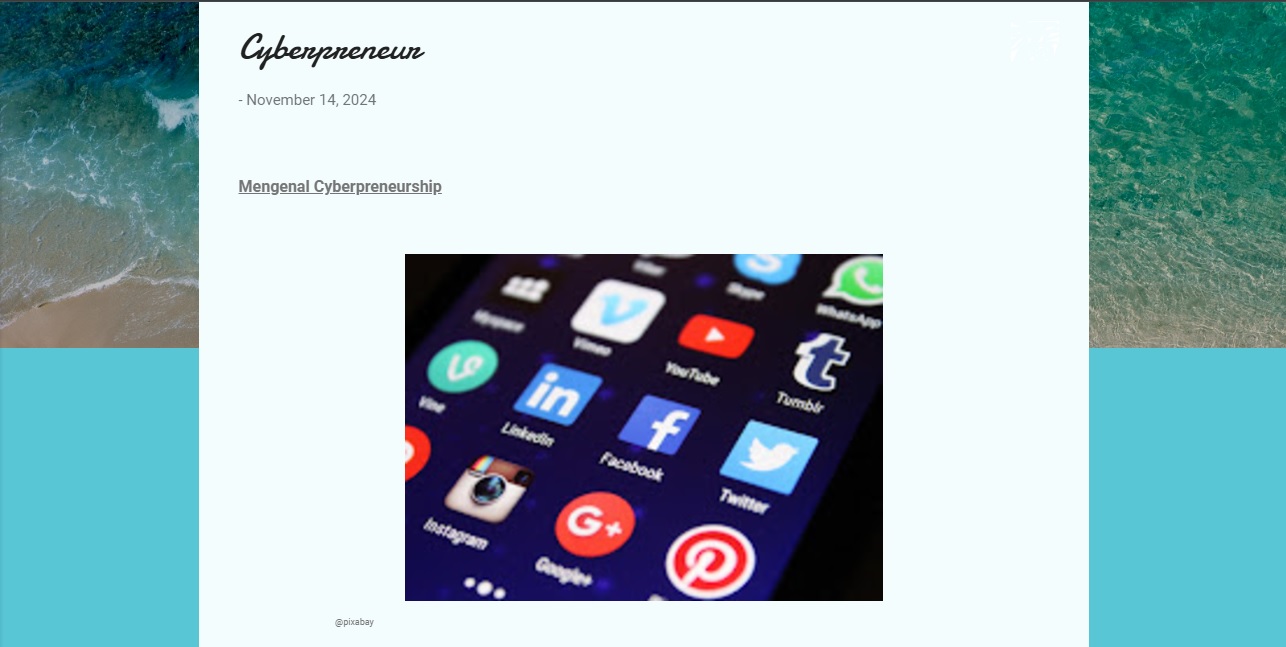 Cyberpreneur
- November 14, 2024
Mengenal Cyberpreneurship
Viber
Skype
WhatsApp
Myspace
Vimeo
YouTube
Tumblr
Vine
LinkedIn
Facebook
Twitter
Instagram
Google+
@pixabay